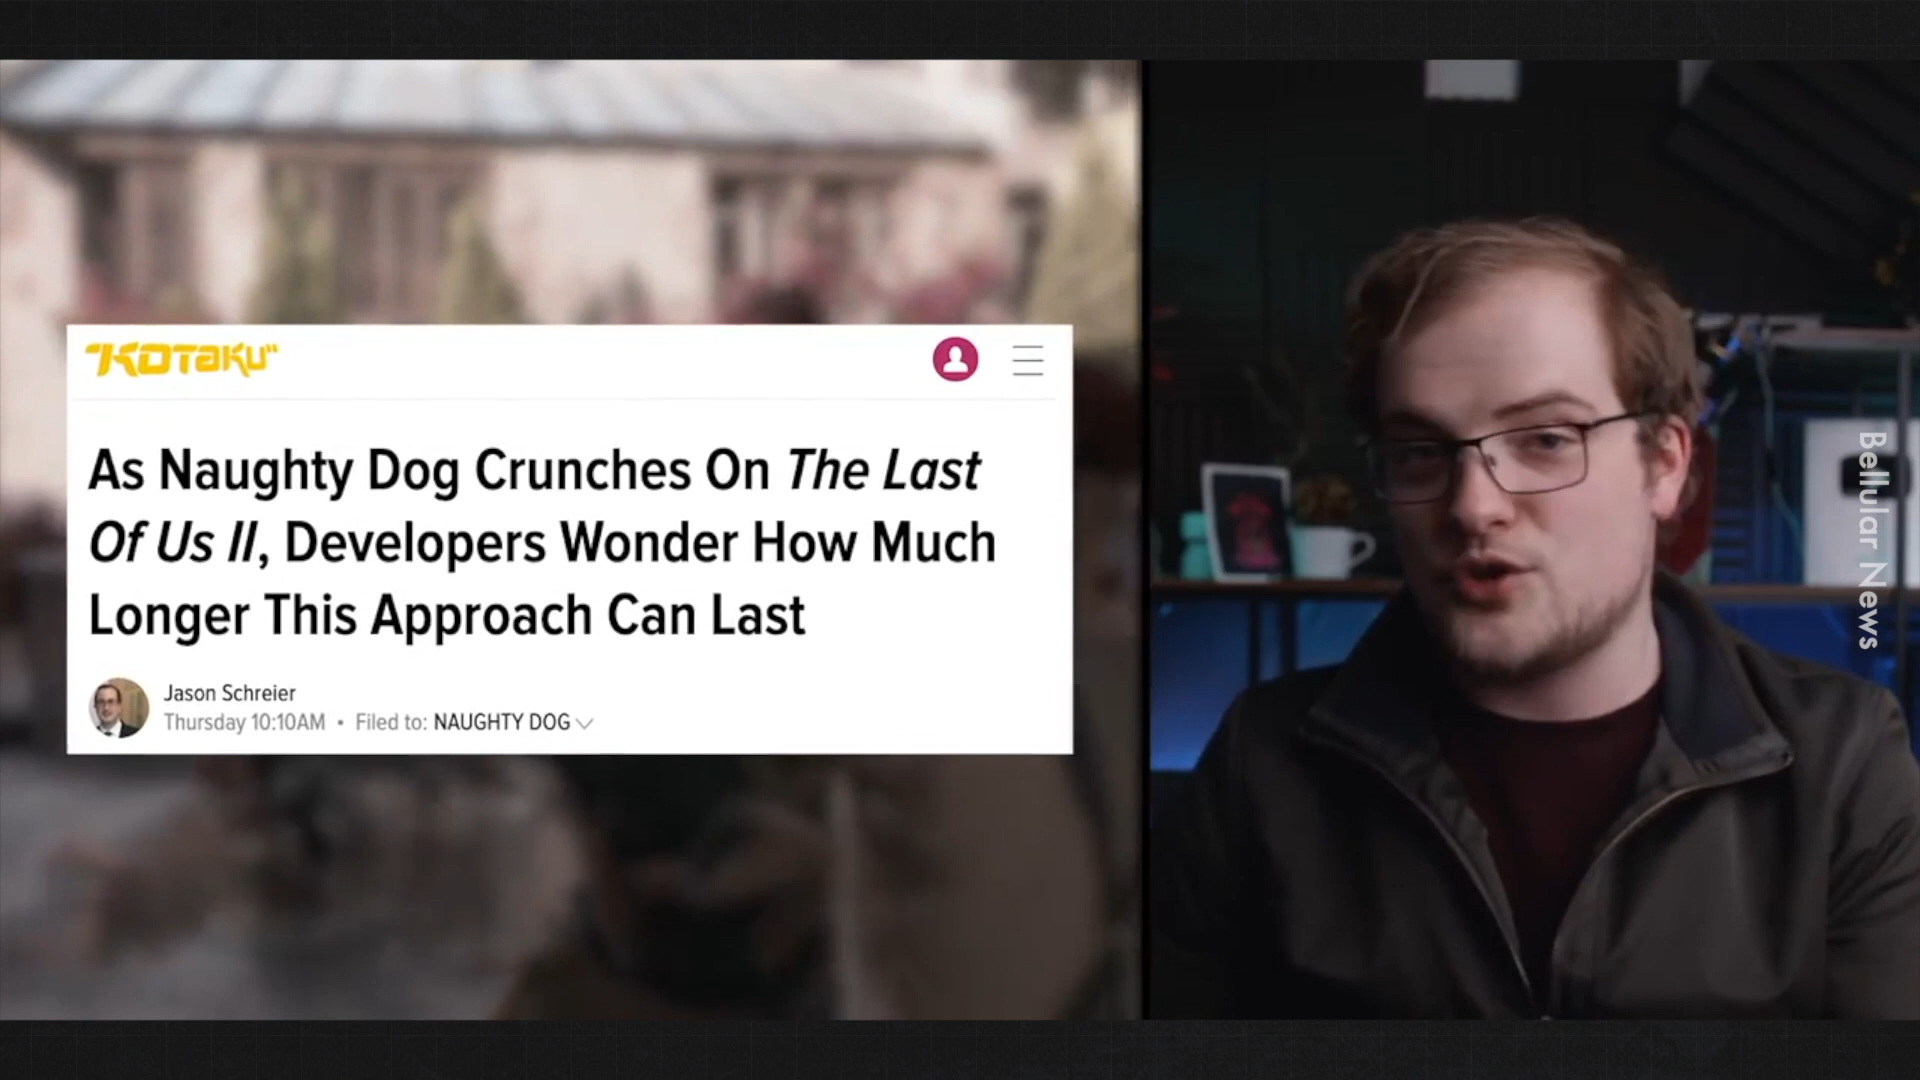 "KOTAKU"
As Naughty Dog Crunches On The Last
Of Us II, Developers Wonder How Much
Longer This Approach Can Last
Jason Schreier
Thursday 10:10AM • Filed to: NAUGHTY DOG
Bellular News